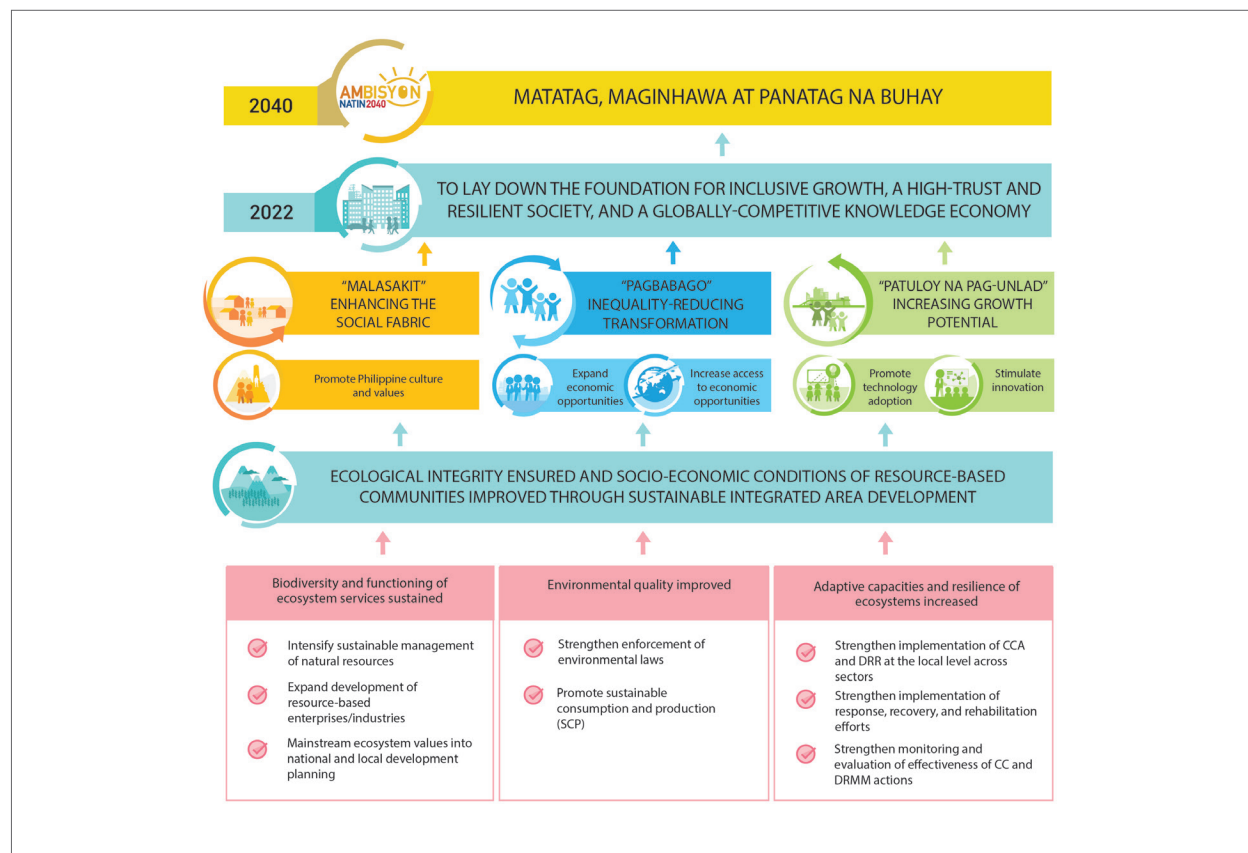 2040
AMBISYON
NATIN 2040
MATATAG, MAGINHAWA AT PANATAG NA BUHAY
2022
TO LAY DOWN THE FOUNDATION FOR INCLUSIVE GROWTH, A HIGH-TRUST AND
RESILIENT SOCIETY, AND A GLOBALLY-COMPETITIVE KNOWLEDGE ECONOMY
“MALASAKIT”
ENHANCING THE
SOCIAL FABRIC
“PAGBABAGO”
INEQUALITY-REDUCING
TRANSFORMATION
“PATULOY NA PAG-UNLAD”
INCREASING GROWTH
POTENTIAL
Promote Philippine culture
and values
Expand
economic
opportunities
Increase access
to economic
opportunities
Promote
technology
adoption
Stimulate
innovation
ECOLOGICAL INTEGRITY ENSURED AND SOCIO-ECONOMIC CONDITIONS OF RESOURCE-BASED
COMMUNITIES IMPROVED THROUGH SUSTAINABLE INTEGRATED AREA DEVELOPMENT
Biodiversity and functioning of
ecosystem services sustained
Intensify sustainable management
of natural resources
Expand development of
resource-based
enterprises/industries
Mainstream ecosystem values into
national and local development
planning
Environmental quality improved
Strengthen enforcement of
environmental laws
Promote sustainable
consumption and production
(SCP)
Adaptive capacities and resilience of
ecosystems increased
Strengthen implementation of CCA
and DRR at the local level across
sectors
Strengthen implementation of
response, recovery, and rehabilitation
efforts
Strengthen monitoring and
evaluation of effectiveness of CC and
DRMM actions